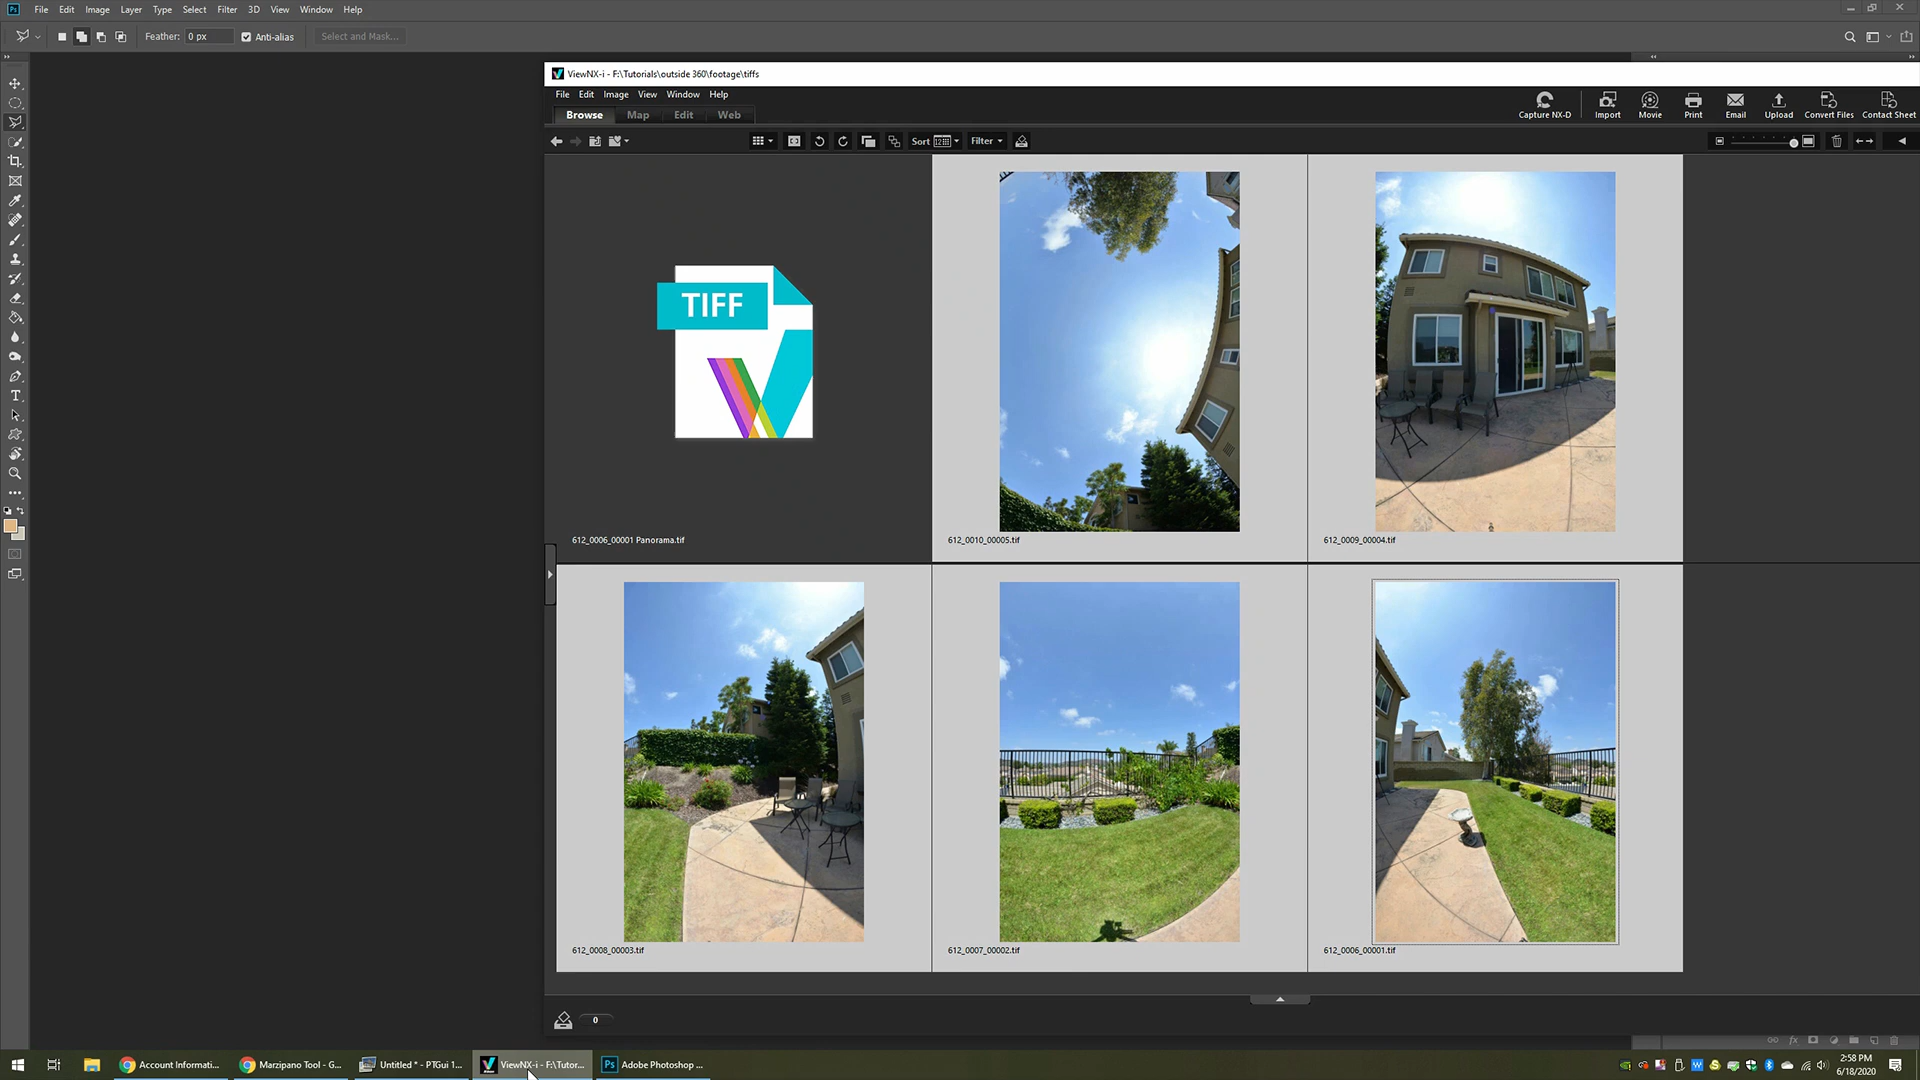 Ps File Edit Image Layer Type Select Filter 3D View Window Help
Feather: 0 px Anti-alias Select and Mask...
ViewNX-i - F:\Tutorials\outside 360\footage\tiffs
File Edit Image View Window Help
Browse Map Edit Web
Capture NX-D Import Movie Print Email Upload Convert Files Contact Sheet
Sort Filter
TIFF
612_0006_00001 Panorama.tif
612_0010_00005.tif
612_0009_00004.tif
612_0008_00003.tif
612_0007_00002.tif
612_0006_00001.tif
0
Account Informati...
Marzipano Tool - G...
Untitled * - PTGui 1...
ViewNX-i - F:\Tutor...
Ps Adobe Photoshop ...
2:58 PM
6/18/2020